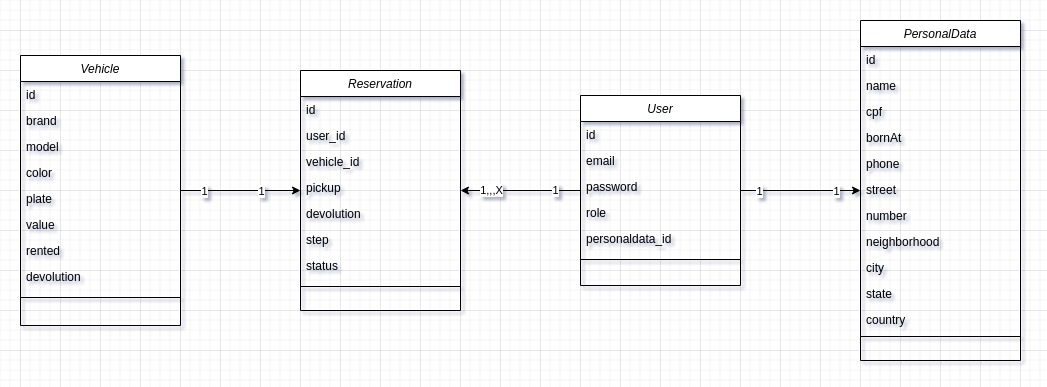 Vehicle
id
brand
model
color
plate
value
rented
devolution
1
1
Reservation
id
user_id
vehicle_id
pickup
devolution
step
status
1,,,X
1
User
id
email
password
role
personaldata_id
1
1
PersonalData
id
name
cpf
bornAt
phone
street
number
neighborhood
city
state
country